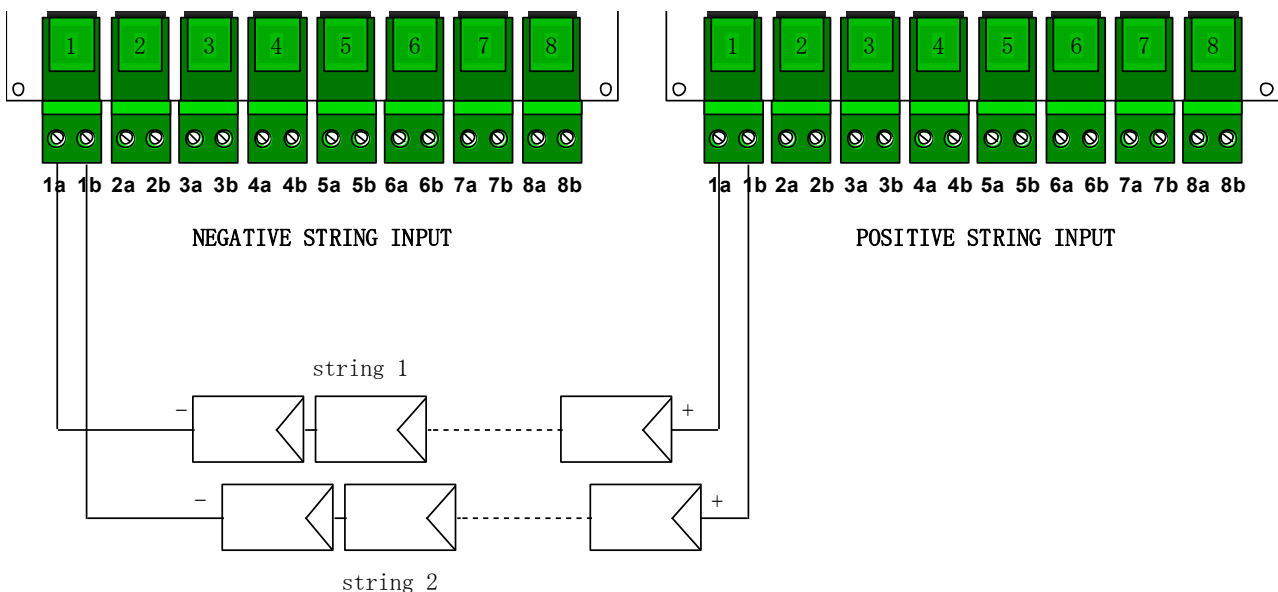 1 2 3 4 5 6 7 8
1 2 3 4 5 6 7 8
1a 1b 2a 2b 3a 3b 4a 4b 5a 5b 6a 6b 7a 7b 8a 8b
1a 1b 2a 2b 3a 3b 4a 4b 5a 5b 6a 6b 7a 7b 8a 8b
NEGATIVE STRING INPUT
POSITIVE STRING INPUT
string 1
- +
- +
string 2